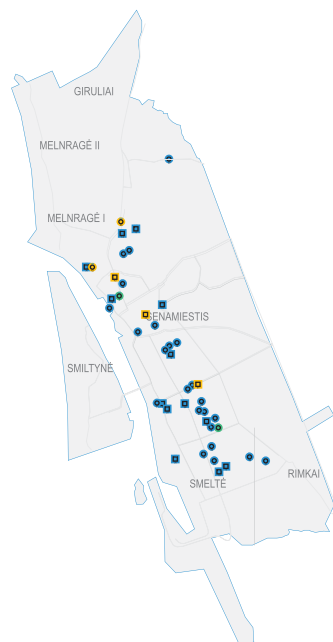 GIRULIAI
MELNRAGĖ II
MELNRAGĖ I
SENAMIESTIS
SMILTYNĖ
RIMKAI
SMELTĖ